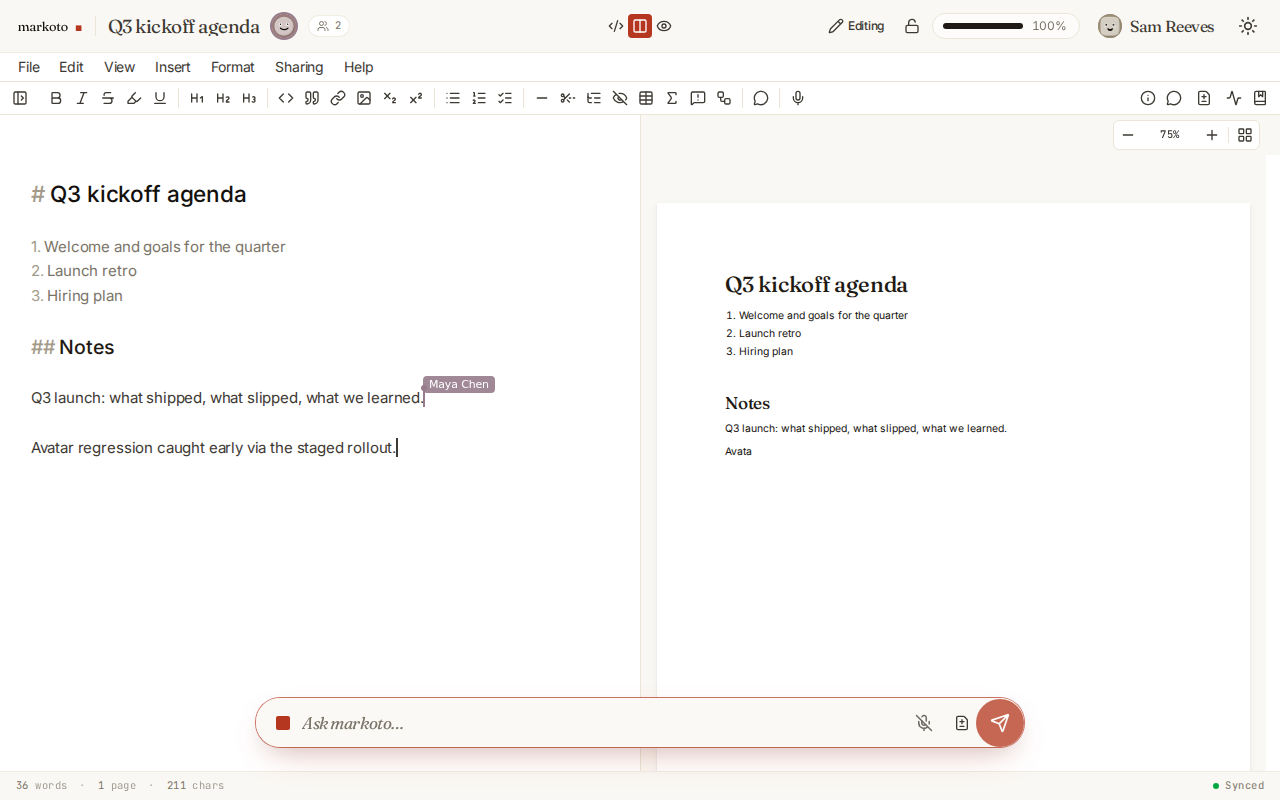 markoto
Q3 kickoff agenda
2
Editing
100%
Sam Reeves
File Edit View Insert Format Sharing Help
H1 H2 H3
75%
# Q3 kickoff agenda
1. Welcome and goals for the quarter
2. Launch retro
3. Hiring plan
## Notes
Maya Chen
Q3 launch: what shipped, what slipped, what we learned.
Avatar regression caught early via the staged rollout.
Q3 kickoff agenda
1. Welcome and goals for the quarter
2. Launch retro
3. Hiring plan
Notes
Q3 launch: what shipped, what slipped, what we learned.
Avata
Ask markoto...
36 words · 1 page · 211 chars
Synced